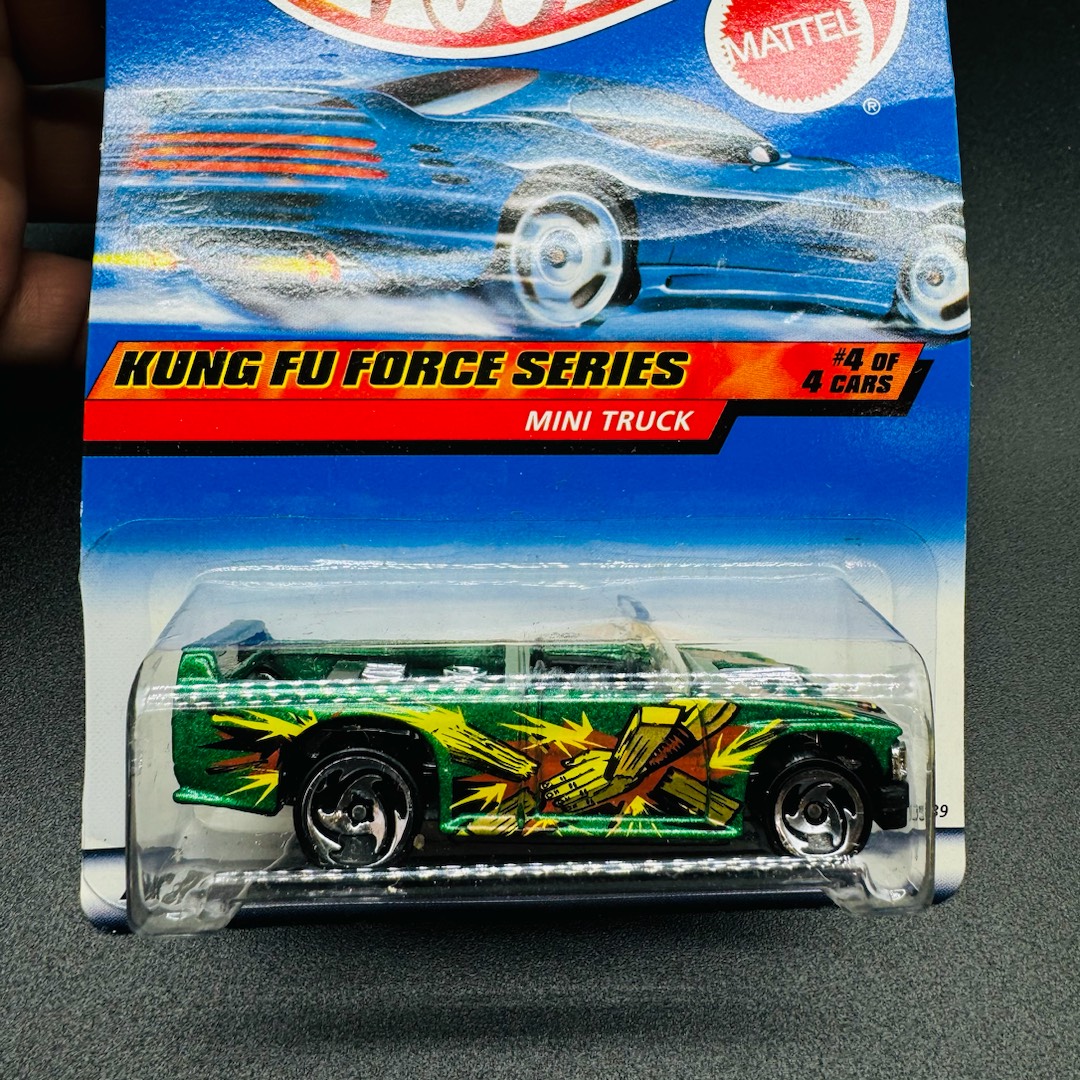 MATTEL
®
KUNG FU FORCE SERIES
#4 OF
4 CARS
MINI TRUCK